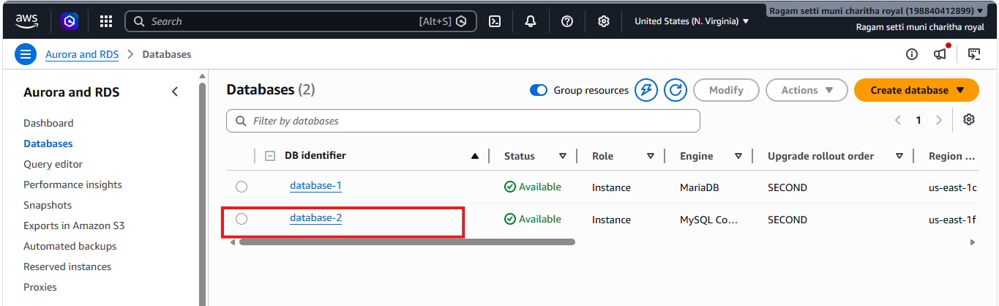 aws
Search [Alt+S]
United States (N. Virginia) ▼
Ragam setti muni charitha royal (198840412899) ▼
Ragam setti muni charitha royal
Aurora and RDS > Databases
Aurora and RDS
Dashboard
Databases
Query editor
Performance insights
Snapshots
Exports in Amazon S3
Automated backups
Reserved instances
Proxies
Databases (2)
Group resources
Modify
Actions ▼
Create database ▼
Filter by databases
1
DB identifier Status Role Engine Upgrade rollout order Region ...
database-1 Available Instance MariaDB SECOND us-east-1c
database-2 Available Instance MySQL Co... SECOND us-east-1f